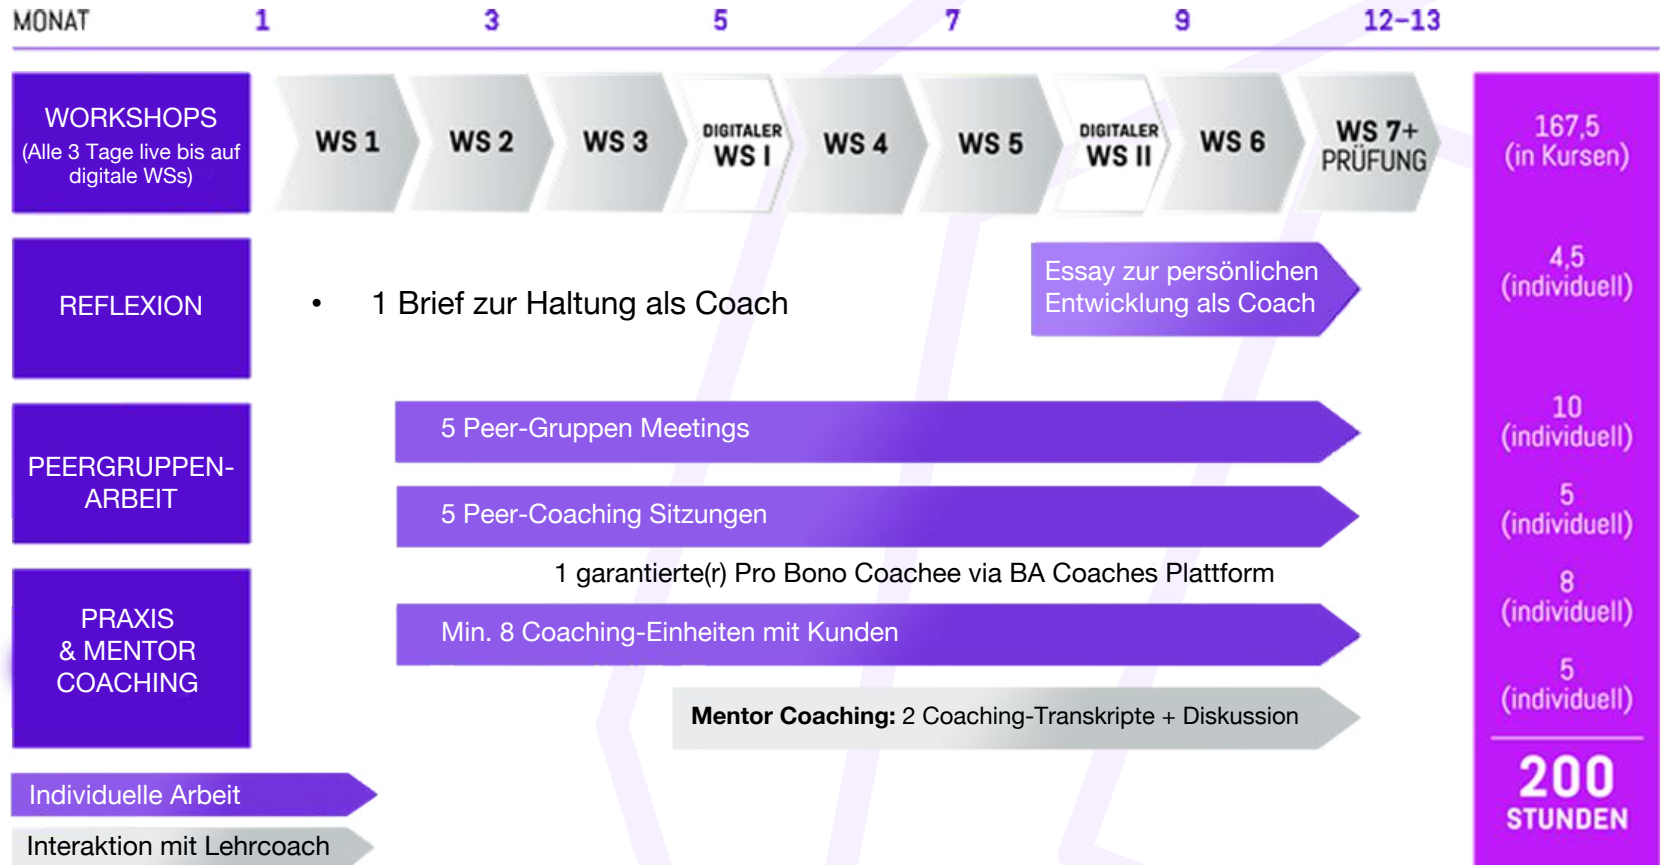 MONAT 1 3 5 7 9 12–13
WORKSHOPS
(Alle 3 Tage live bis auf
digitale WSs)
WS 1
WS 2
WS 3
DIGITALER
WS I
WS 4
WS 5
DIGITALER
WS II
WS 6
WS 7+
PRÜFUNG
167,5
(in Kursen)
REFLEXION
• 1 Brief zur Haltung als Coach
Essay zur persönlichen
Entwicklung als Coach
4,5
(individuell)
PEERGRUPPEN-
ARBEIT
5 Peer-Gruppen Meetings
10
(individuell)
5 Peer-Coaching Sitzungen
5
(individuell)
PRAXIS
& MENTOR
COACHING
1 garantierte(r) Pro Bono Coachee via BA Coaches Plattform
Min. 8 Coaching-Einheiten mit Kunden
8
(individuell)
Mentor Coaching: 2 Coaching-Transkripte + Diskussion
5
(individuell)
200
STUNDEN
Individuelle Arbeit
Interaktion mit Lehrcoach